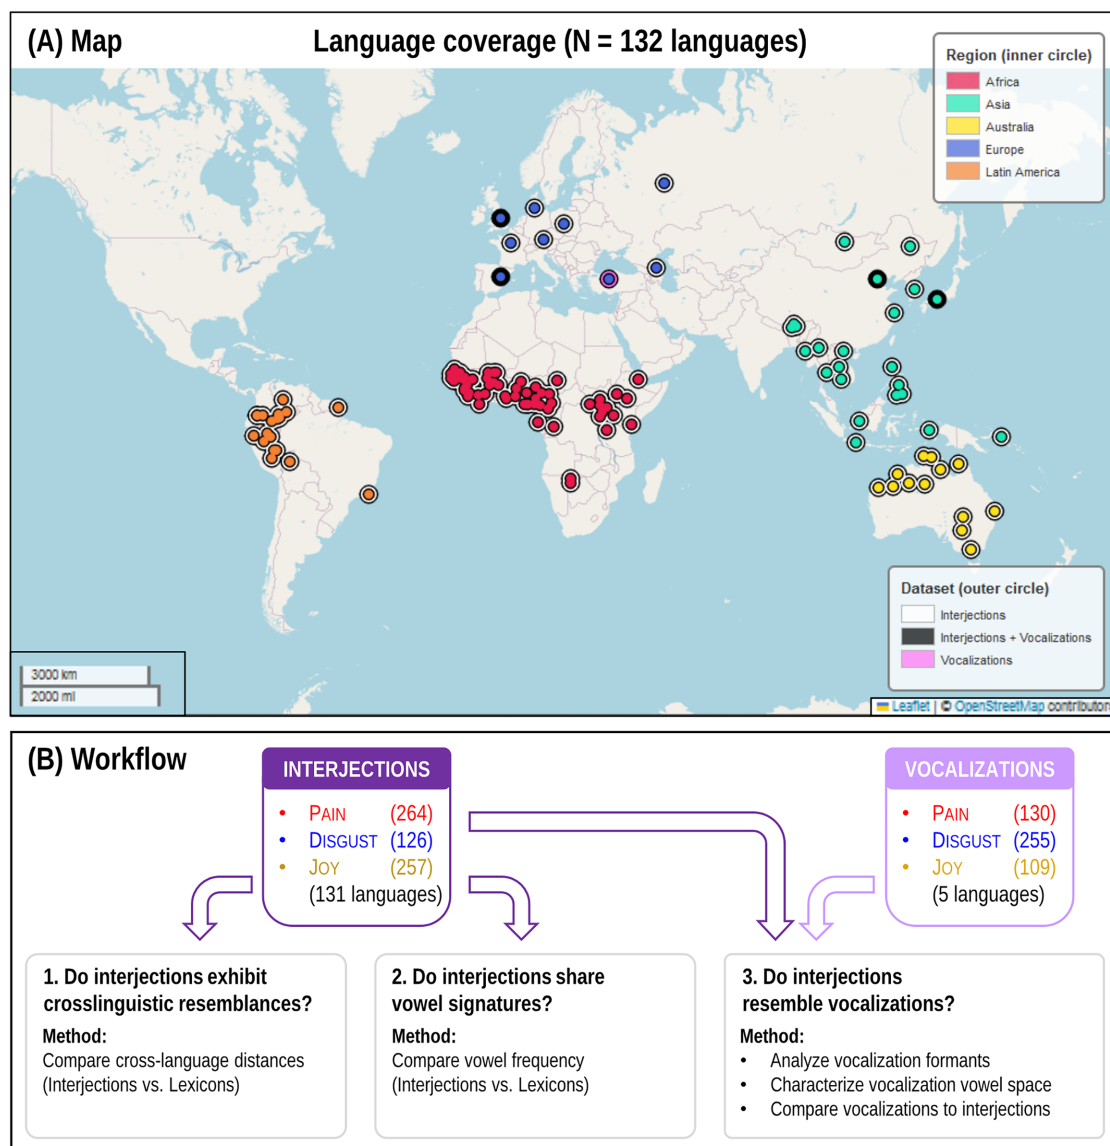 (A) Map
Language coverage (N = 132 languages)
Region (inner circle)
Africa
Asia
Australia
Europe
Latin America
Dataset (outer circle)
Interjections
Interjections + Vocalizations
Vocalizations
3000 km
2000 mi
Leaflet | © OpenStreetMap contributors
(B) Workflow
INTERJECTIONS
• PAIN (264)
• DISGUST (126)
• JOY (257)
(131 languages)
VOCALIZATIONS
• PAIN (130)
• DISGUST (255)
• JOY (109)
(5 languages)
1. Do interjections exhibit
crosslinguistic resemblances?
Method:
Compare cross-language distances
(Interjections vs. Lexicons)
2. Do interjections share
vowel signatures?
Method:
Compare vowel frequency
(Interjections vs. Lexicons)
3. Do interjections
resemble vocalizations?
Method:
• Analyze vocalization formants
• Characterize vocalization vowel space
• Compare vocalizations to interjections